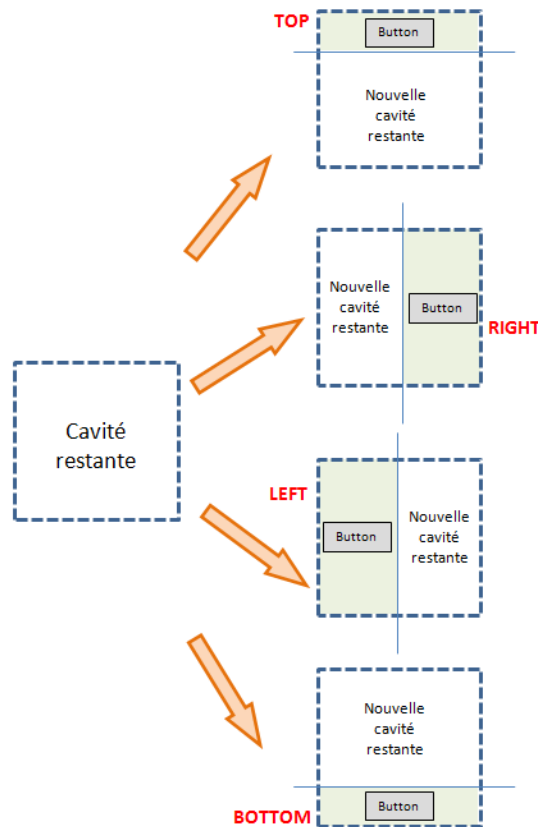 TOP
Button
Nouvelle
cavité
restante
Nouvelle
cavité
restante
Button
RIGHT
Cavité
restante
LEFT
Button
Nouvelle
cavité
restante
Nouvelle
cavité
restante
BOTTOM
Button